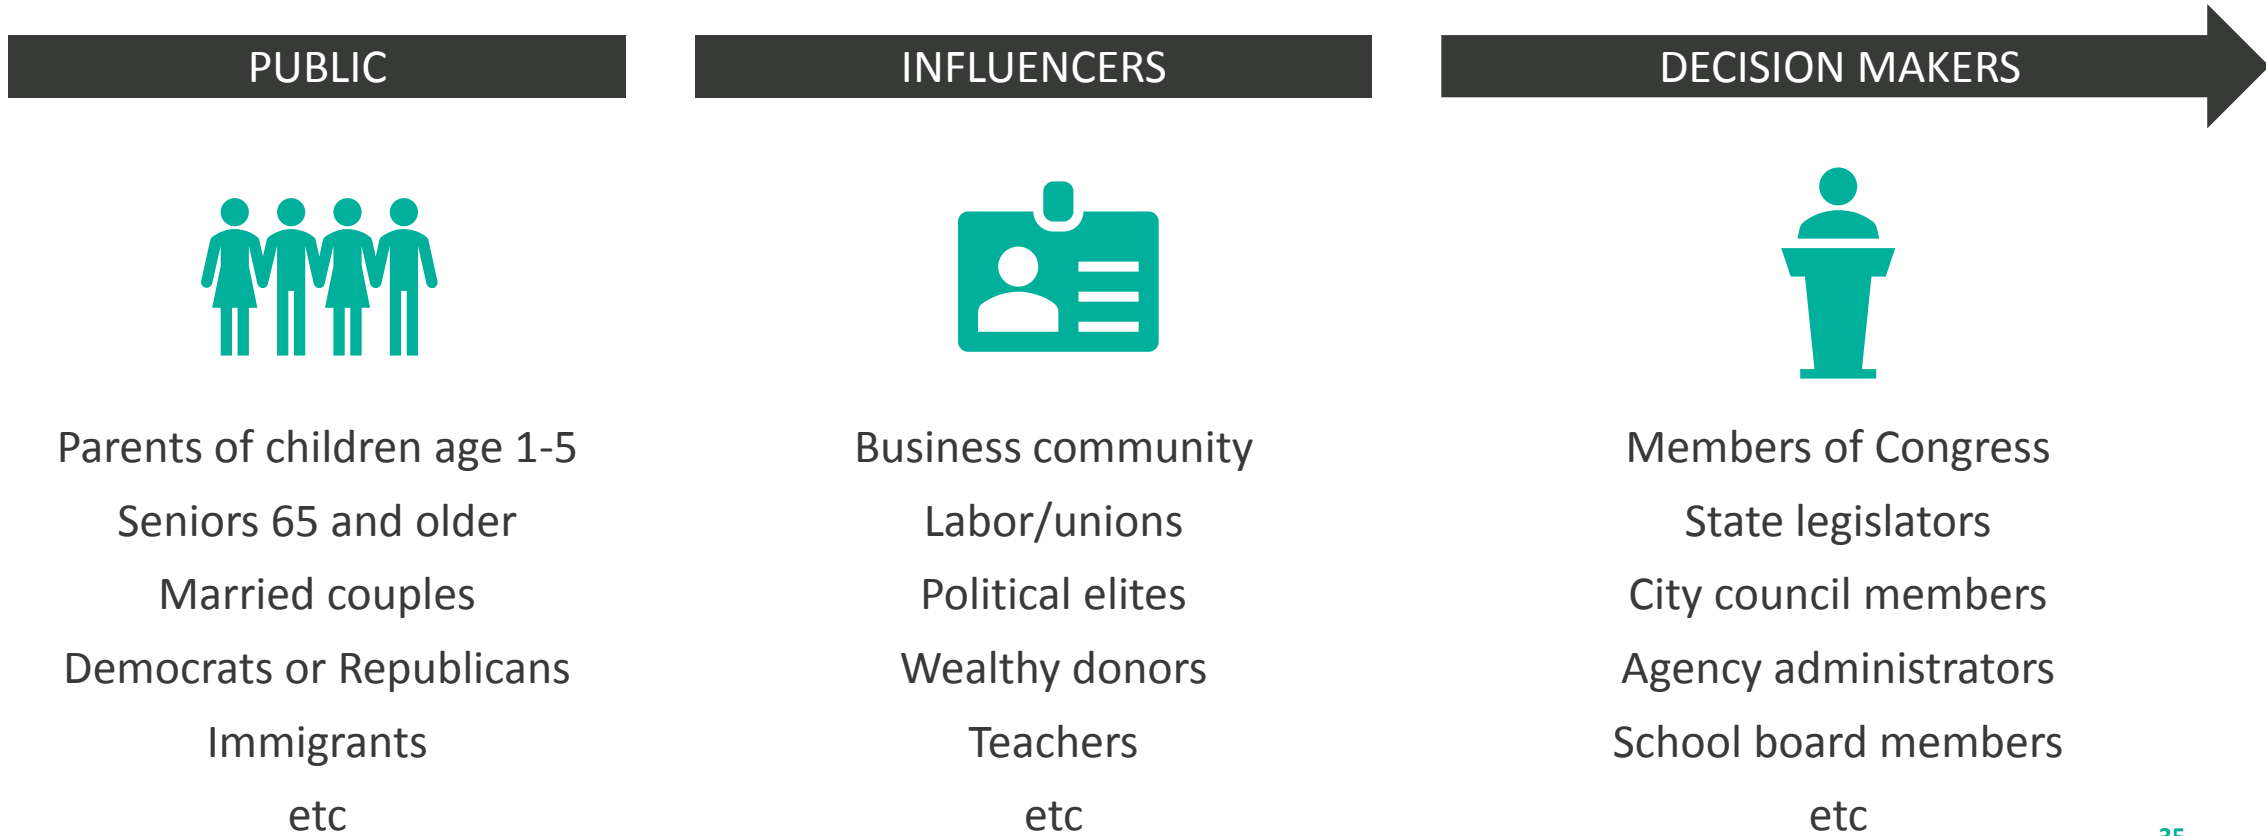 PUBLIC
Parents of children age 1-5
Seniors 65 and older
Married couples
Democrats or Republicans
Immigrants
etc
INFLUENCERS
Business community
Labor/unions
Political elites
Wealthy donors
Teachers
etc
DECISION MAKERS
Members of Congress
State legislators
City council members
Agency administrators
School board members
etc
35